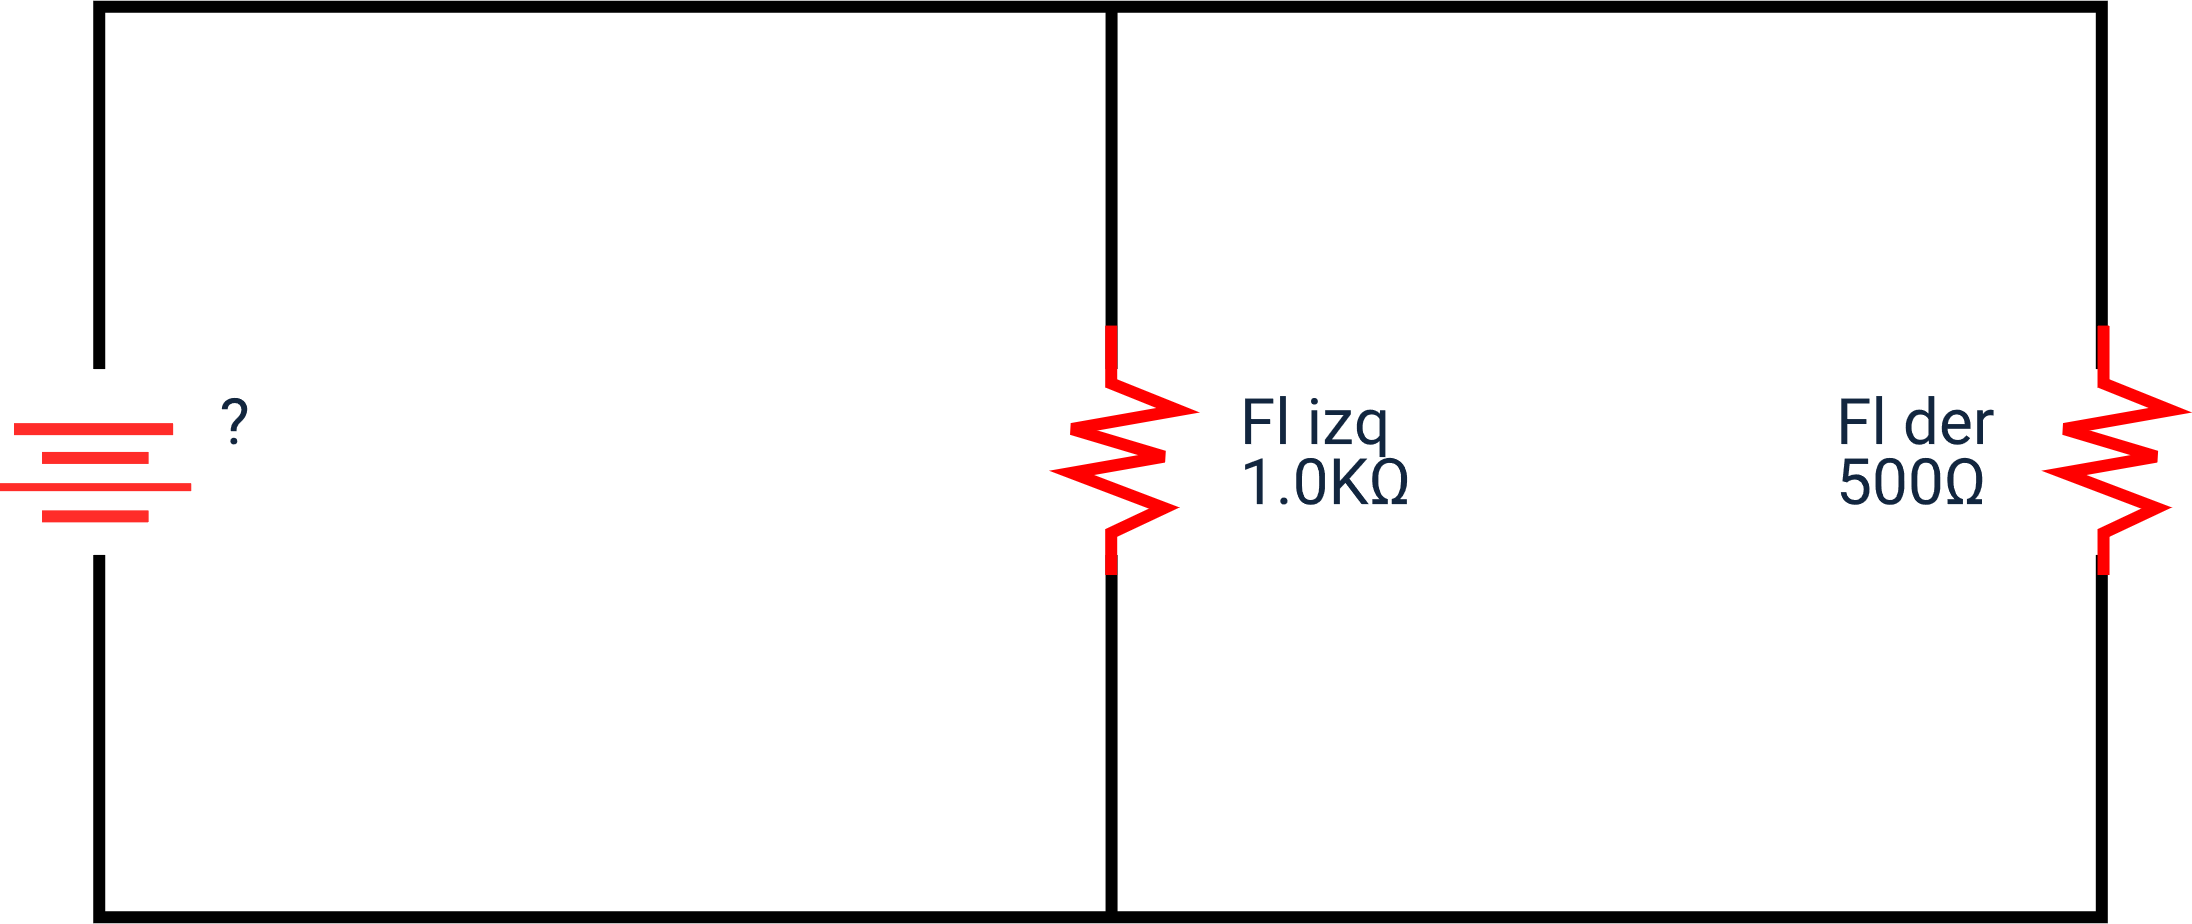 ?
Fl izq
1.0KΩ
Fl der
500Ω